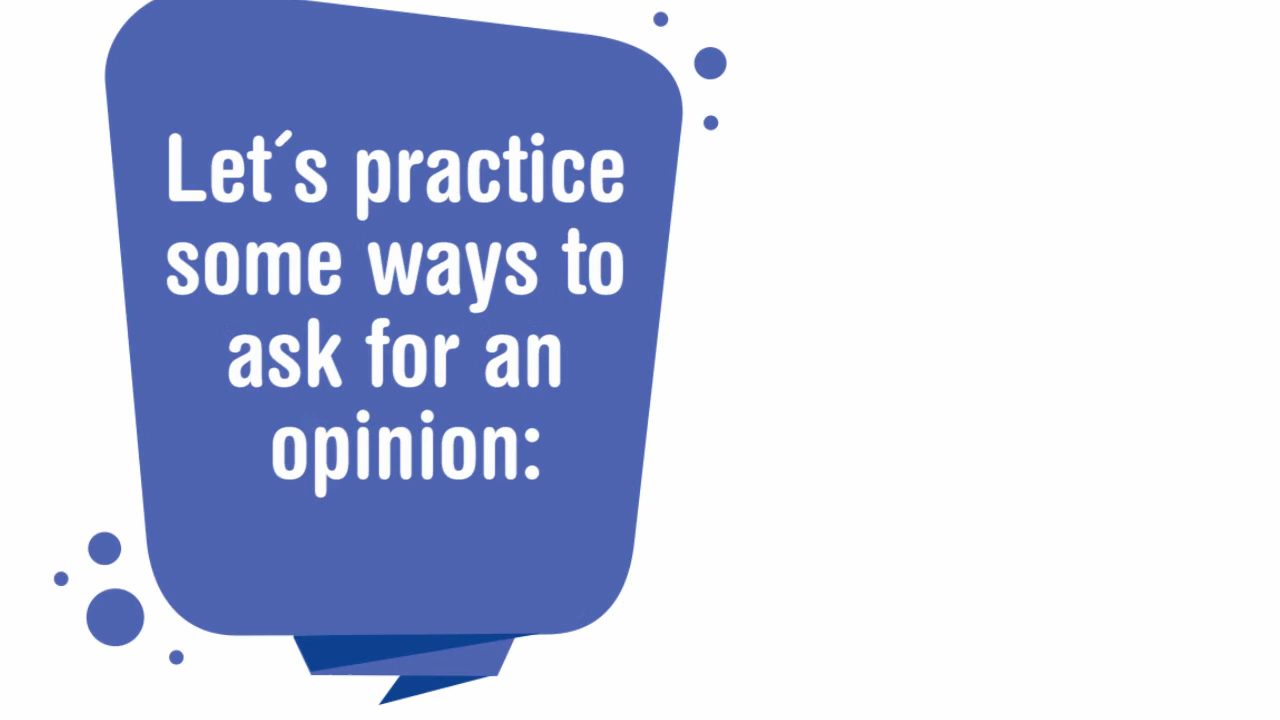 Let´s practice
some ways to
ask for an
opinion: